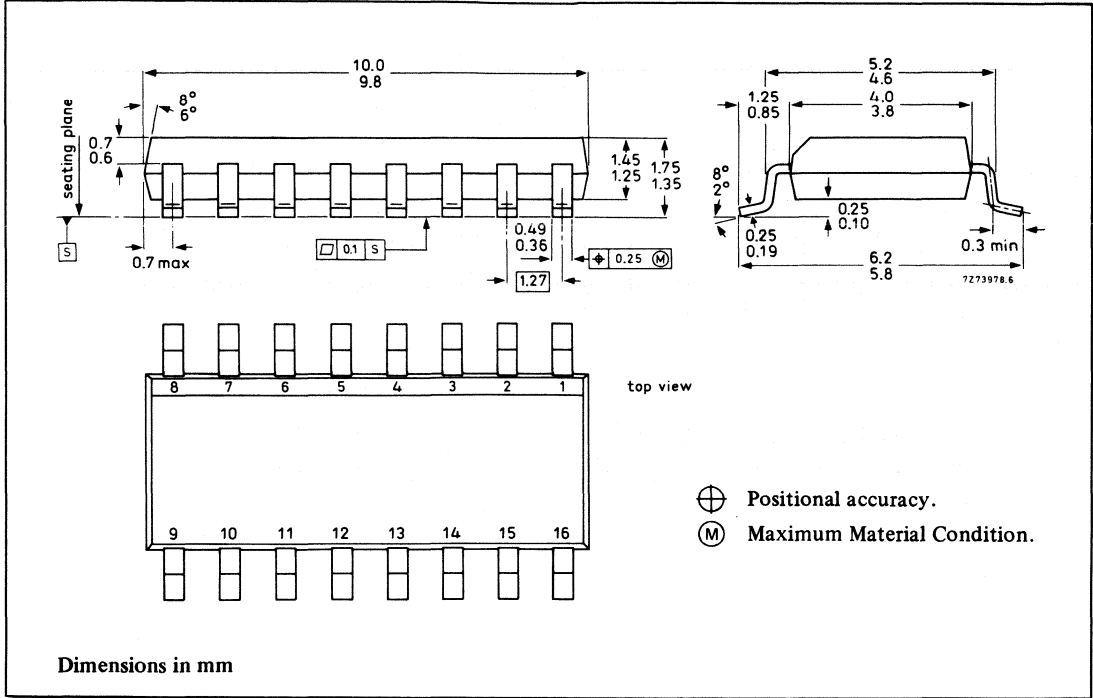 10.0
9.8
8°
6°
seating plane
0.7
0.6
1.45
1.25
1.75
1.35
S
0.7 max
0.1 S
0.49
0.36
0.25 M
1.27
5.2
4.6
1.25
0.85
4.0
3.8
8°
2°
0.25
0.10
0.25
0.19
0.3 min
6.2
5.8
7Z73978.6
8 7 6 5 4 3 2 1
top view
9 10 11 12 13 14 15 16
Positional accuracy.
M Maximum Material Condition.
Dimensions in mm